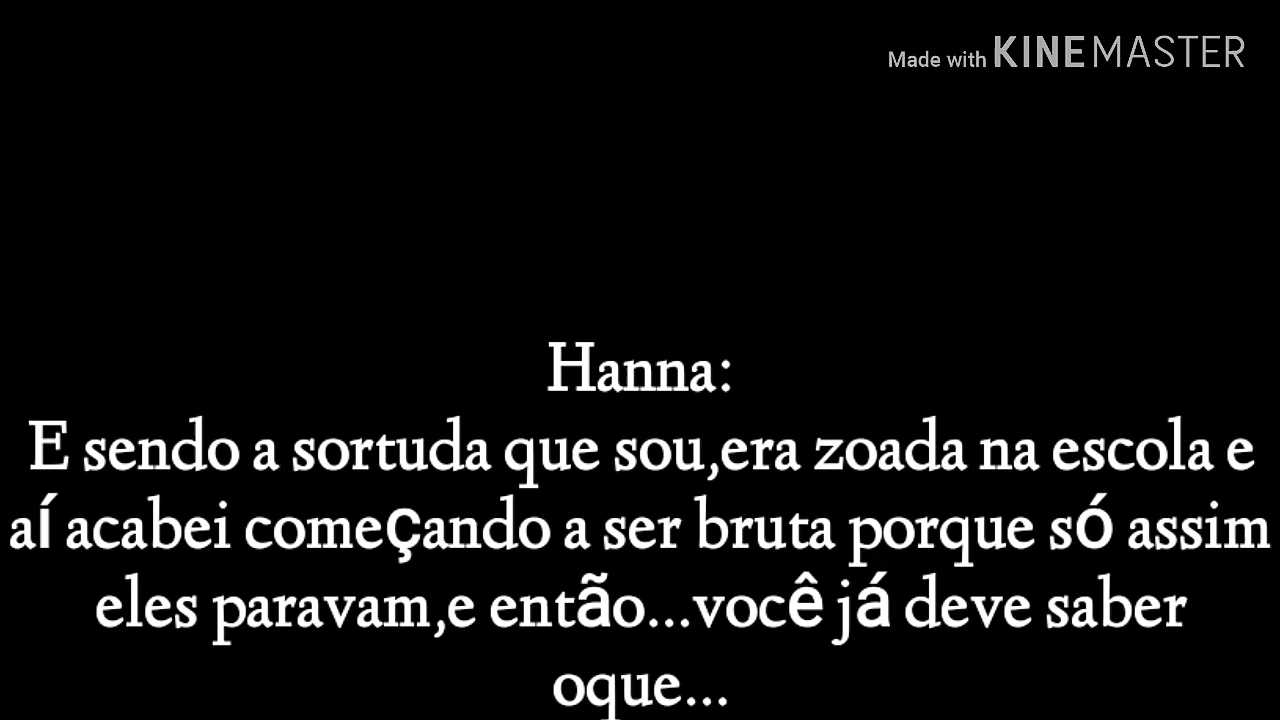 Made with KINEMASTER
Hanna:
E sendo a sortuda que sou,era zoada na escola e
aí acabei começando a ser bruta porque só assim
eles paravam,e então...você já deve saber
oque...